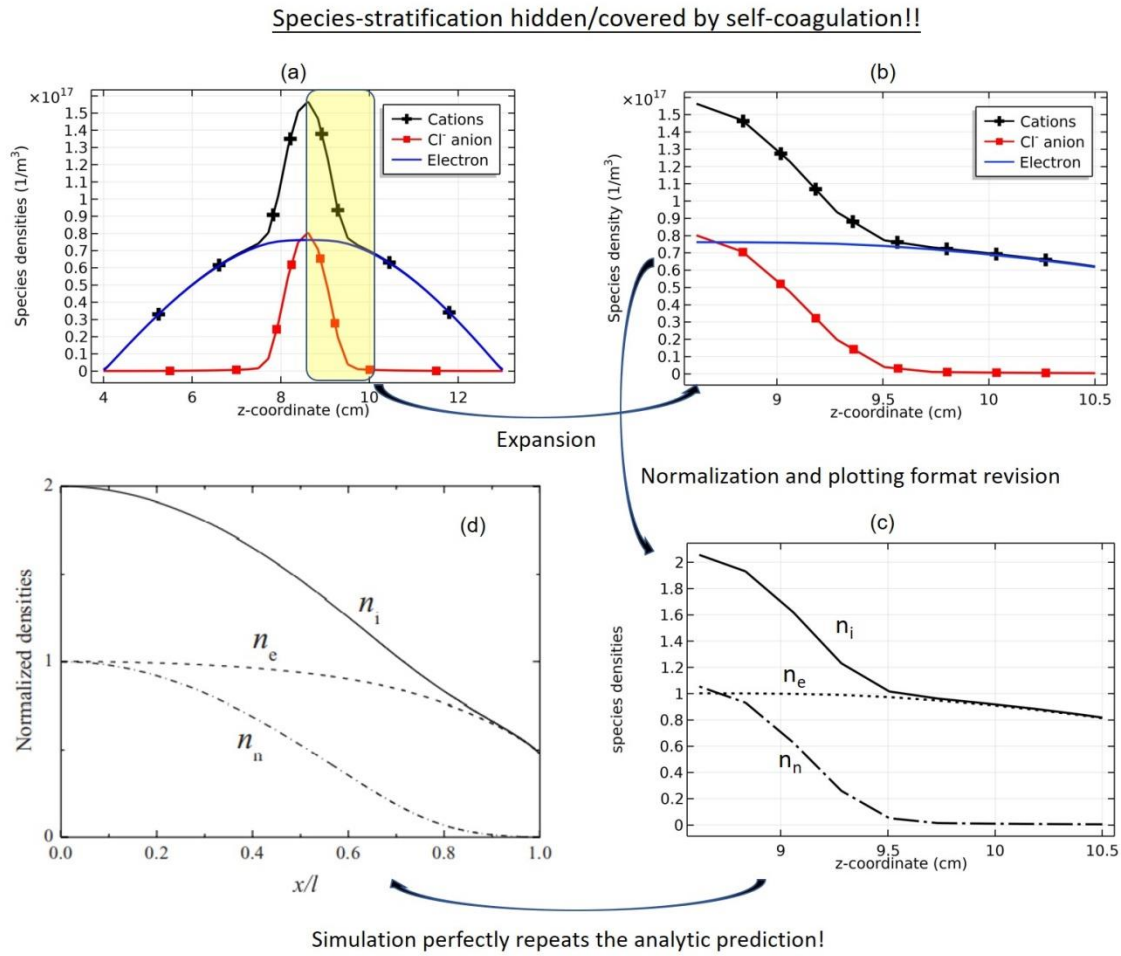 Species-stratification hidden/covered by self-coagulation!!
(a)
×10¹⁷
1.5
1.4
1.3
1.2
1.1
1
0.9
0.8
0.7
0.6
0.5
0.4
0.3
0.2
0.1
0
Species densities (1/m³)
Cations
Cl⁻ anion
Electron
4 6 8 10 12
z-coordinate (cm)
(b)
×10¹⁷
1.5
1.4
1.3
1.2
1.1
1
0.9
0.8
0.7
0.6
0.5
0.4
0.3
0.2
0.1
0
Species density (1/m³)
Cations
Cl⁻ anion
Electron
9 9.5 10 10.5
z-coordinate (cm)
Expansion
Normalization and plotting format revision
(d)
2
1
0
Normalized densities
nᵢ
nₑ
nₙ
0.0 0.2 0.4 0.6 0.8 1.0
x/l
(c)
2
1.8
1.6
1.4
1.2
1.0
0.8
0.6
0.4
0.2
0
species densities
nᵢ
nₑ
nₙ
9 9.5 10 10.5
z-coordinate (cm)
Simulation perfectly repeats the analytic prediction!